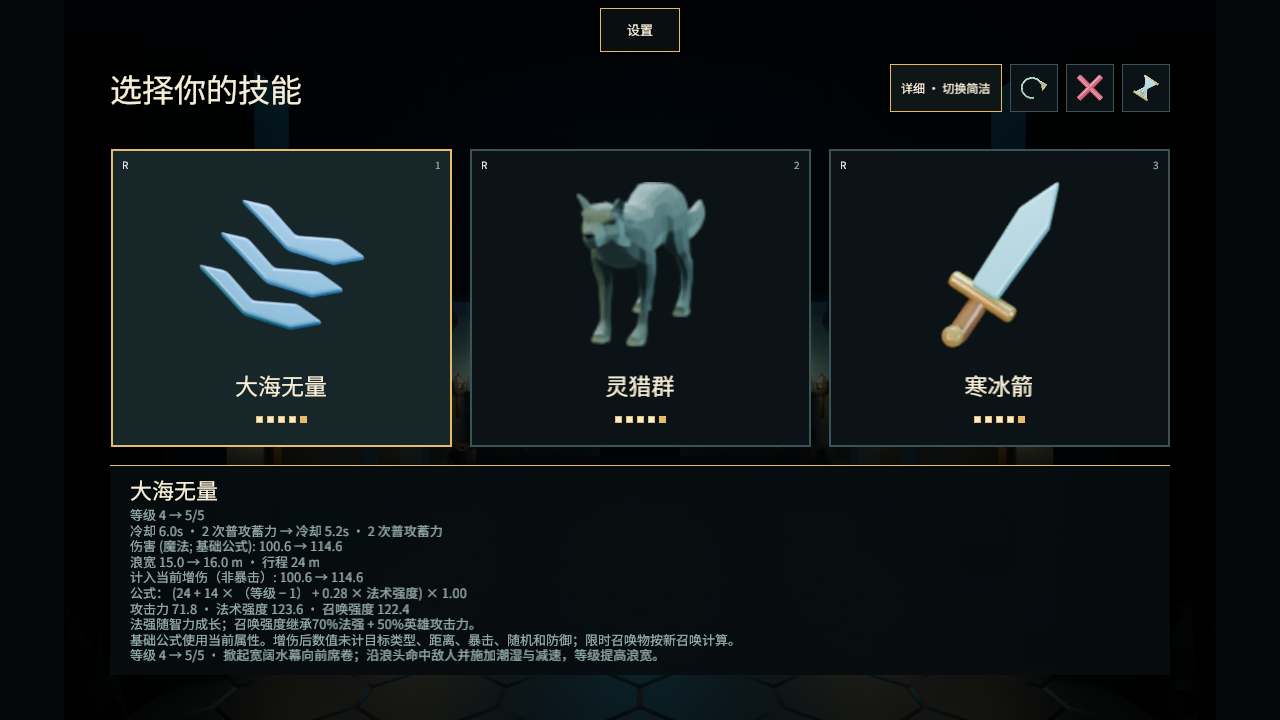 设置
选择你的技能
详细 · 切换简洁
R 1
R 2
R 3
大海无量
灵猎群
寒冰箭
大海无量
等级 4 → 5/5
冷却 6.0s · 2 次普攻蓄力 → 冷却 5.2s · 2 次普攻蓄力
伤害 (魔法; 基础公式): 100.6 → 114.6
浪宽 15.0 → 16.0 m · 行程 24 m
计入当前增伤（非暴击）: 100.6 → 114.6
公式： (24 + 14 × （等级 − 1） + 0.28 × 法术强度) × 1.00
攻击力 71.8 · 法术强度 123.6 · 召唤强度 122.4
法强随智力成长；召唤强度继承70%法强 + 50%英雄攻击力。
基础公式使用当前属性。增伤后数值未计目标类型、距离、暴击、随机和防御；限时召唤物按新召唤计算。
等级 4 → 5/5 · 掀起宽阔水幕向前席卷；沿浪头命中敌人并施加潮湿与减速，等级提高浪宽。